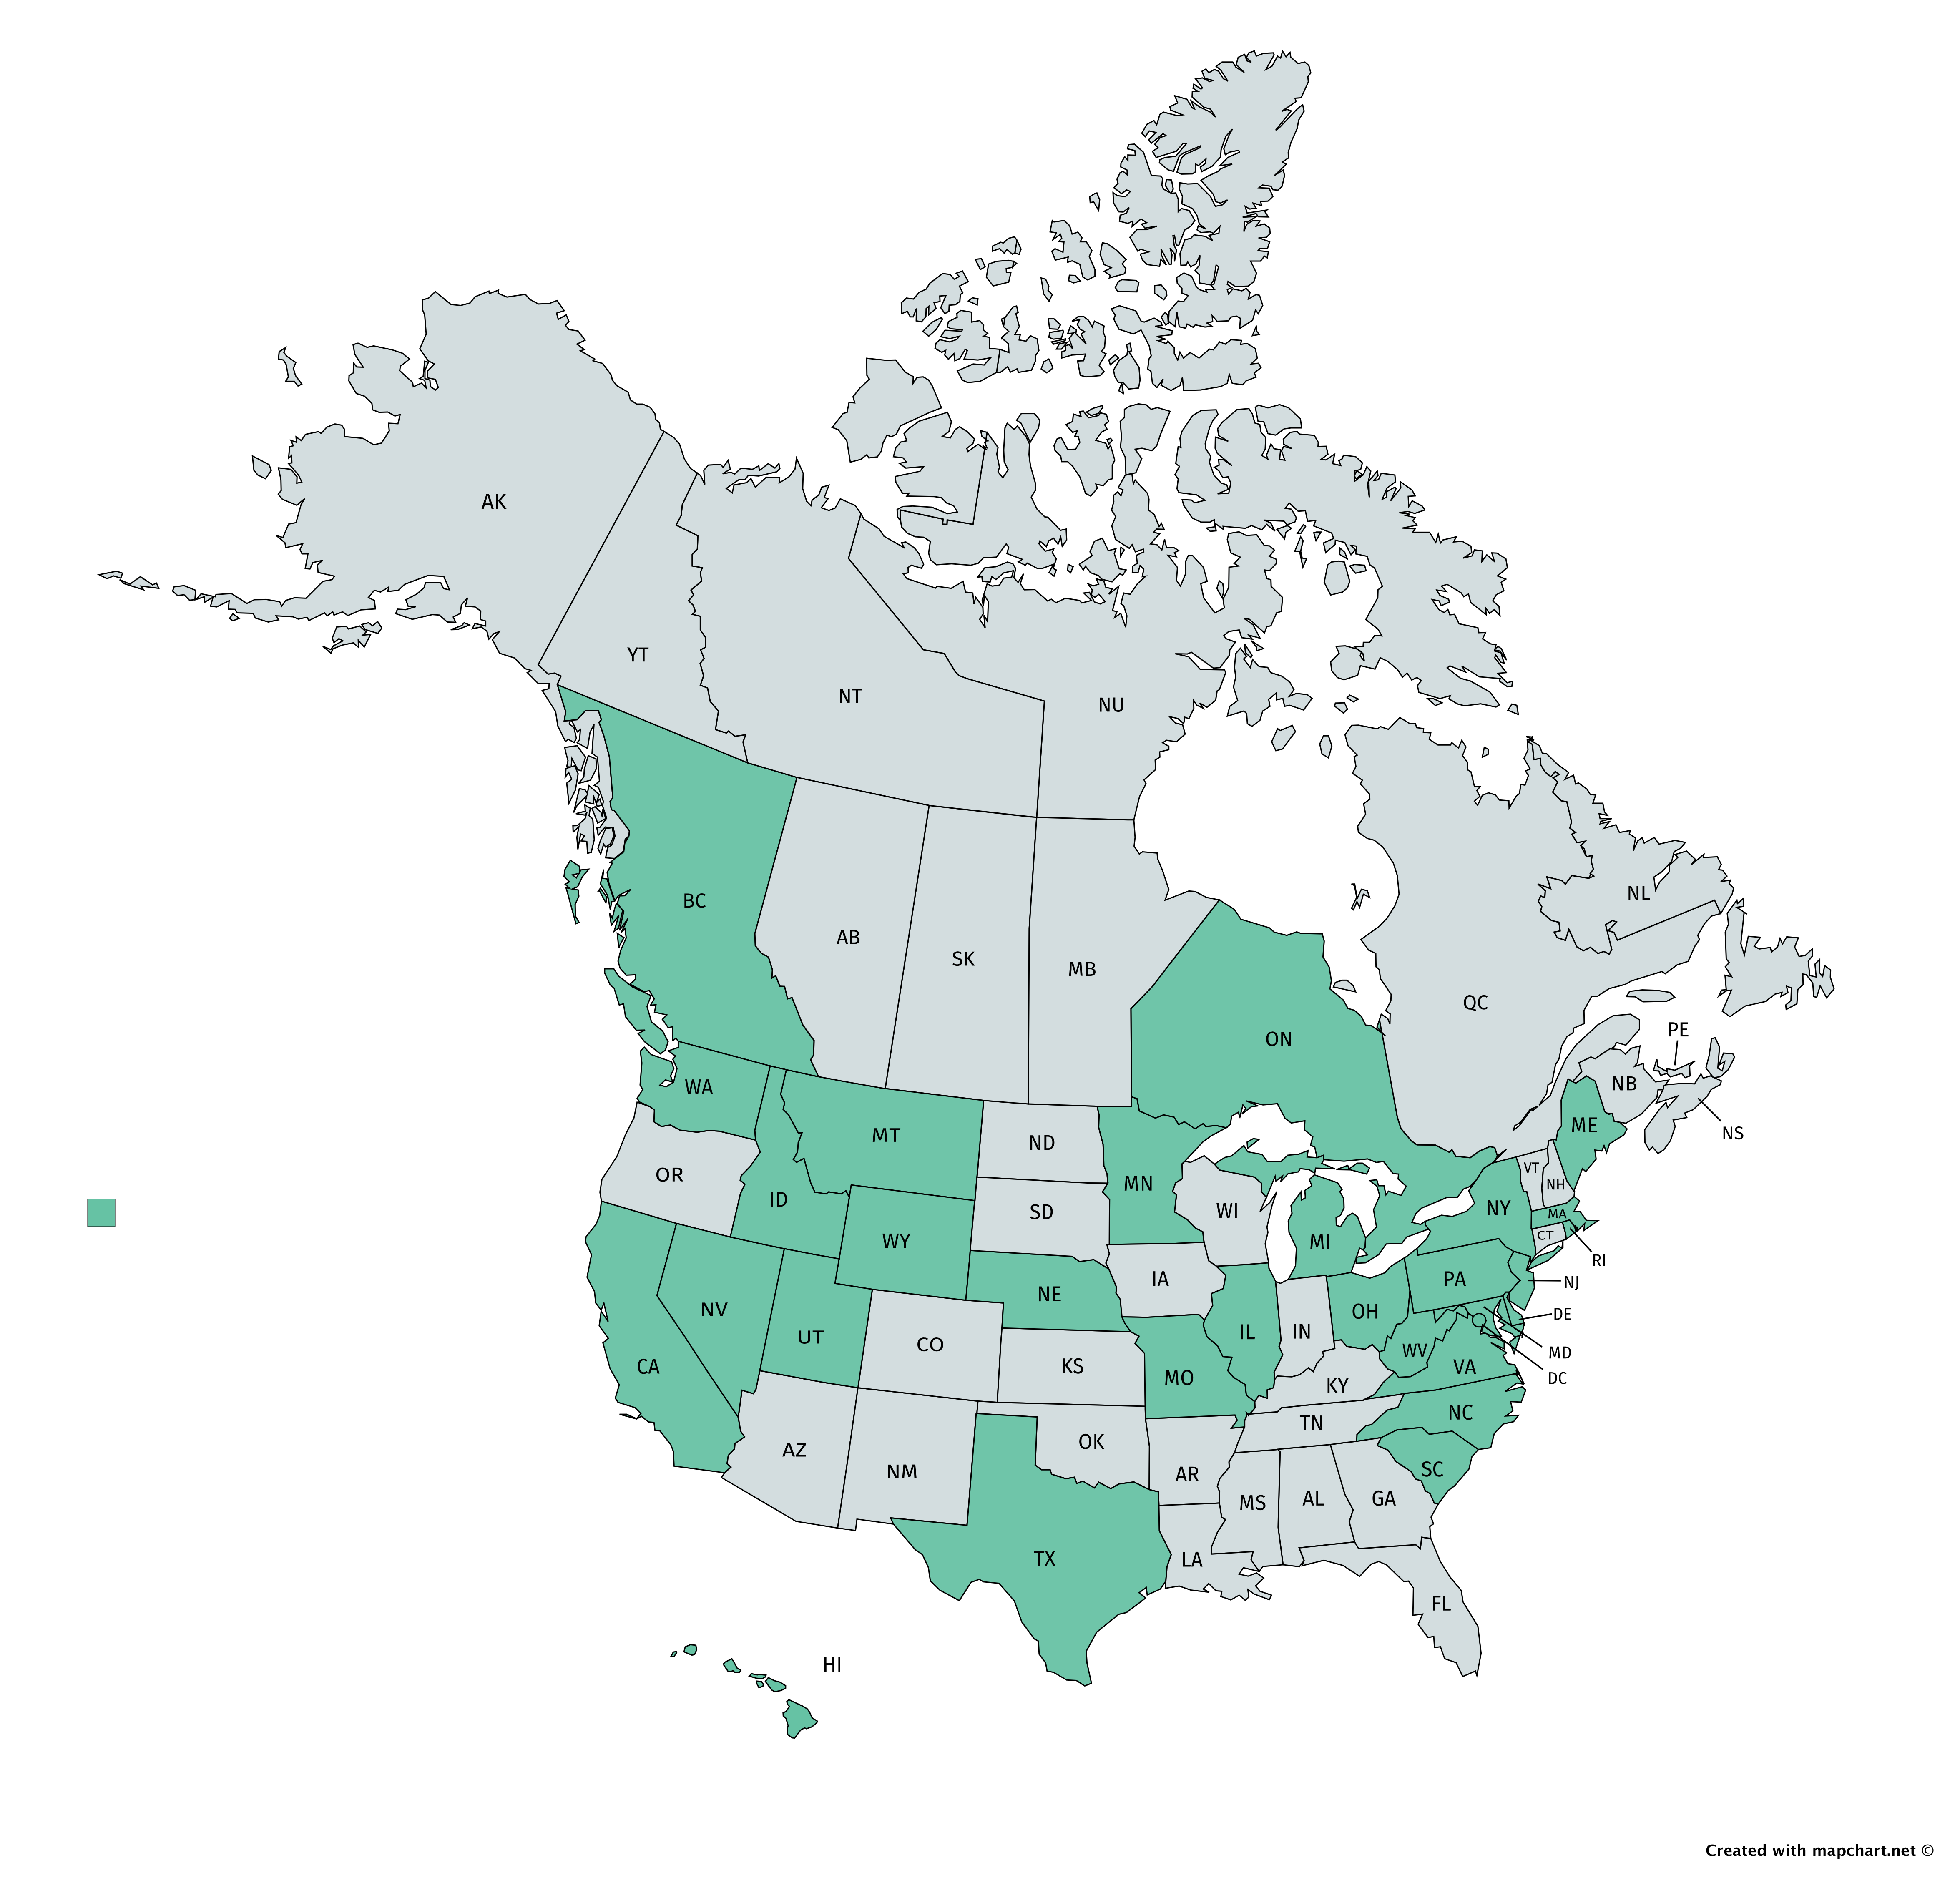 AK
YT
NT
NU
BC
AB
SK
MB
NL
QC
ON
PE
NB
NS
WA
MT
ND
ME
OR
ID
MN
VT
NH
SD
WI
NY
MA
WY
MI
CT
RI
IA
PA
NJ
NE
NV
OH
DE
UT
IL
IN
CO
WV
MD
CA
KS
MO
KY
VA
DC
NC
TN
OK
AZ
NM
AR
SC
MS
AL
GA
TX
LA
FL
HI
Created with mapchart.net ©